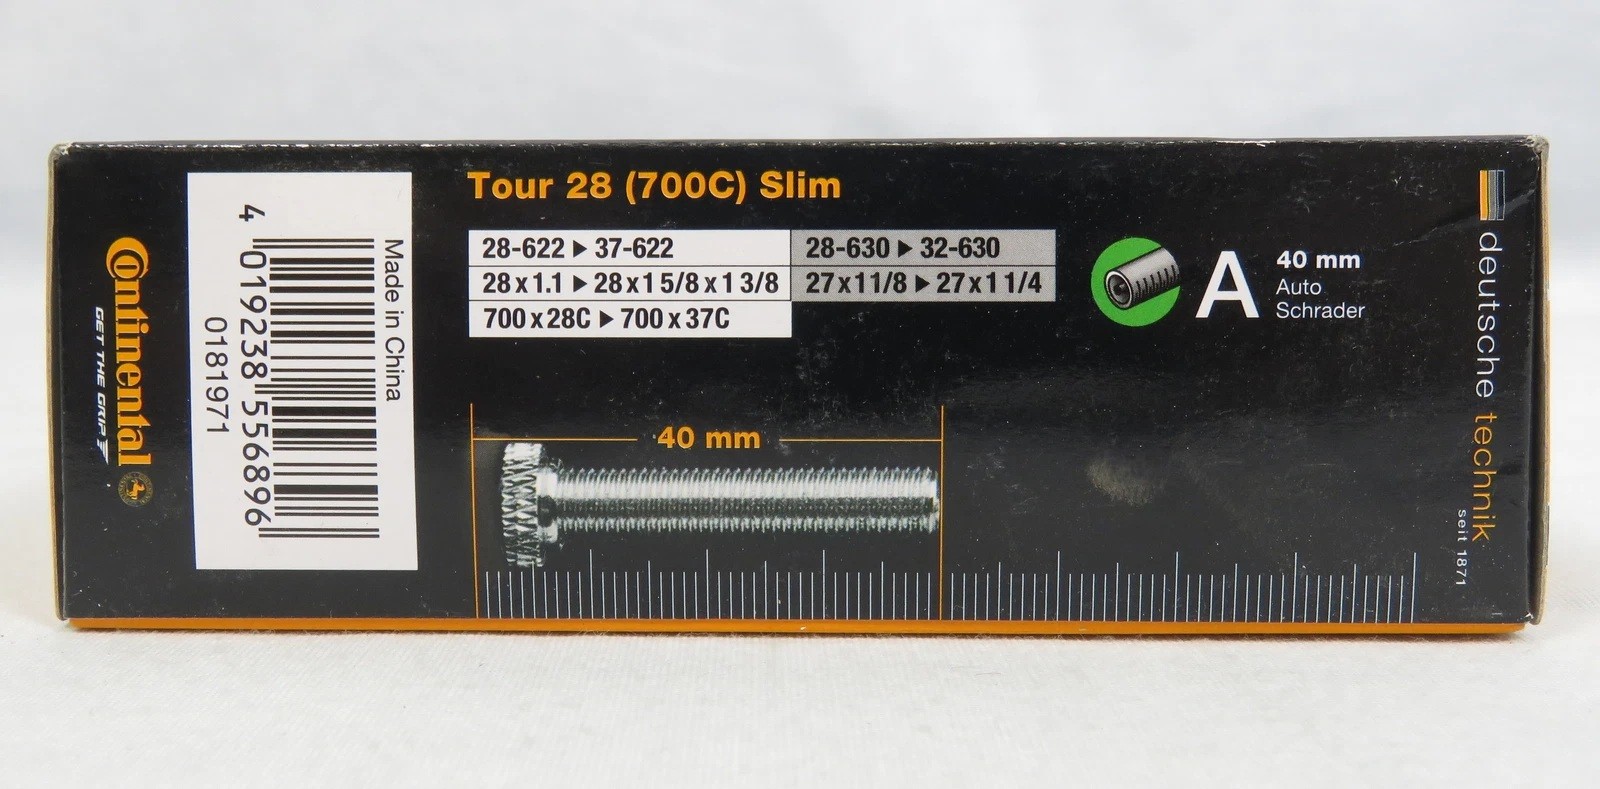 Continental
GET THE GRIP
Made in China
4 019238 556896
0181971
Tour 28 (700C) Slim
28-622 ▶ 37-622
28 x 1.1 ▶ 28 x 1 5/8 x 1 3/8
700 x 28C ▶ 700 x 37C
28-630 ▶ 32-630
27 x 1 1/8 ▶ 27 x 1 1/4
A
40 mm
Auto
Schrader
40 mm
deutsche technik
seit 1871